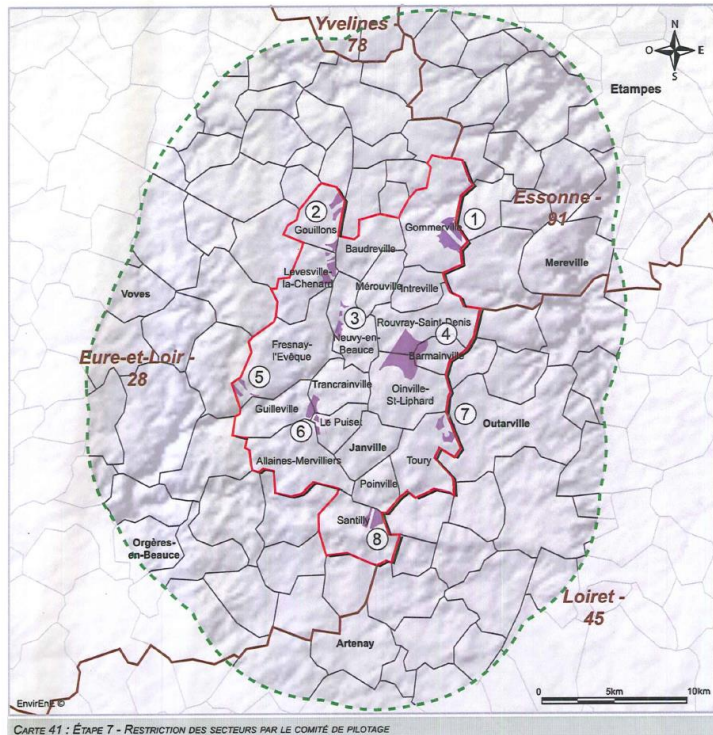 Yvelines -
78
N
O
E
S
Etampes
Essonne -
91
2
1
Gouillons
Gommerville
Baudreville
Mereville
Levesville-
la-Chenard
Mérouville
Intreville
Voves
3
Rouvray-Saint-Denis
4
Neuvy-en-
Beauce
Barmainville
Fresnay-
l'Evêque
Eure-et-Loir -
28
5
Trancrainville
Oinville-
St-Liphard
Guilleville
7
Outarville
6
Le Puiset
Janville
Allaines-Mervilliers
Toury
Poinville
Santilly
8
Orgères-
en-Beauce
Loiret -
45
Artenay
EnvirEnE ©
0 5km 10km
CARTE 41 : ÉTAPE 7 - RESTRICTION DES SECTEURS PAR LE COMITÉ DE PILOTAGE